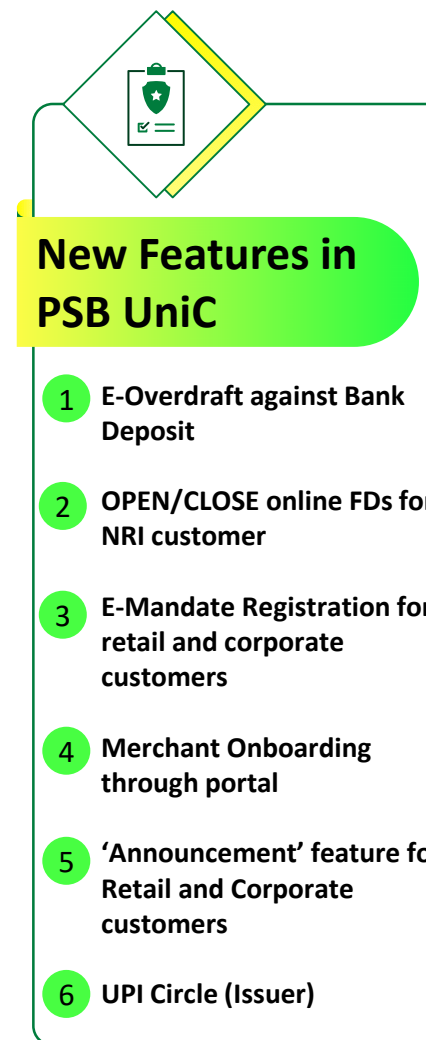 New Features in
PSB UniC
1 E-Overdraft against Bank
Deposit
2 OPEN/CLOSE online FDs for
NRI customer
3 E-Mandate Registration for
retail and corporate
customers
4 Merchant Onboarding
through portal
5 ‘Announcement’ feature fo
Retail and Corporate
customers
6 UPI Circle (Issuer)